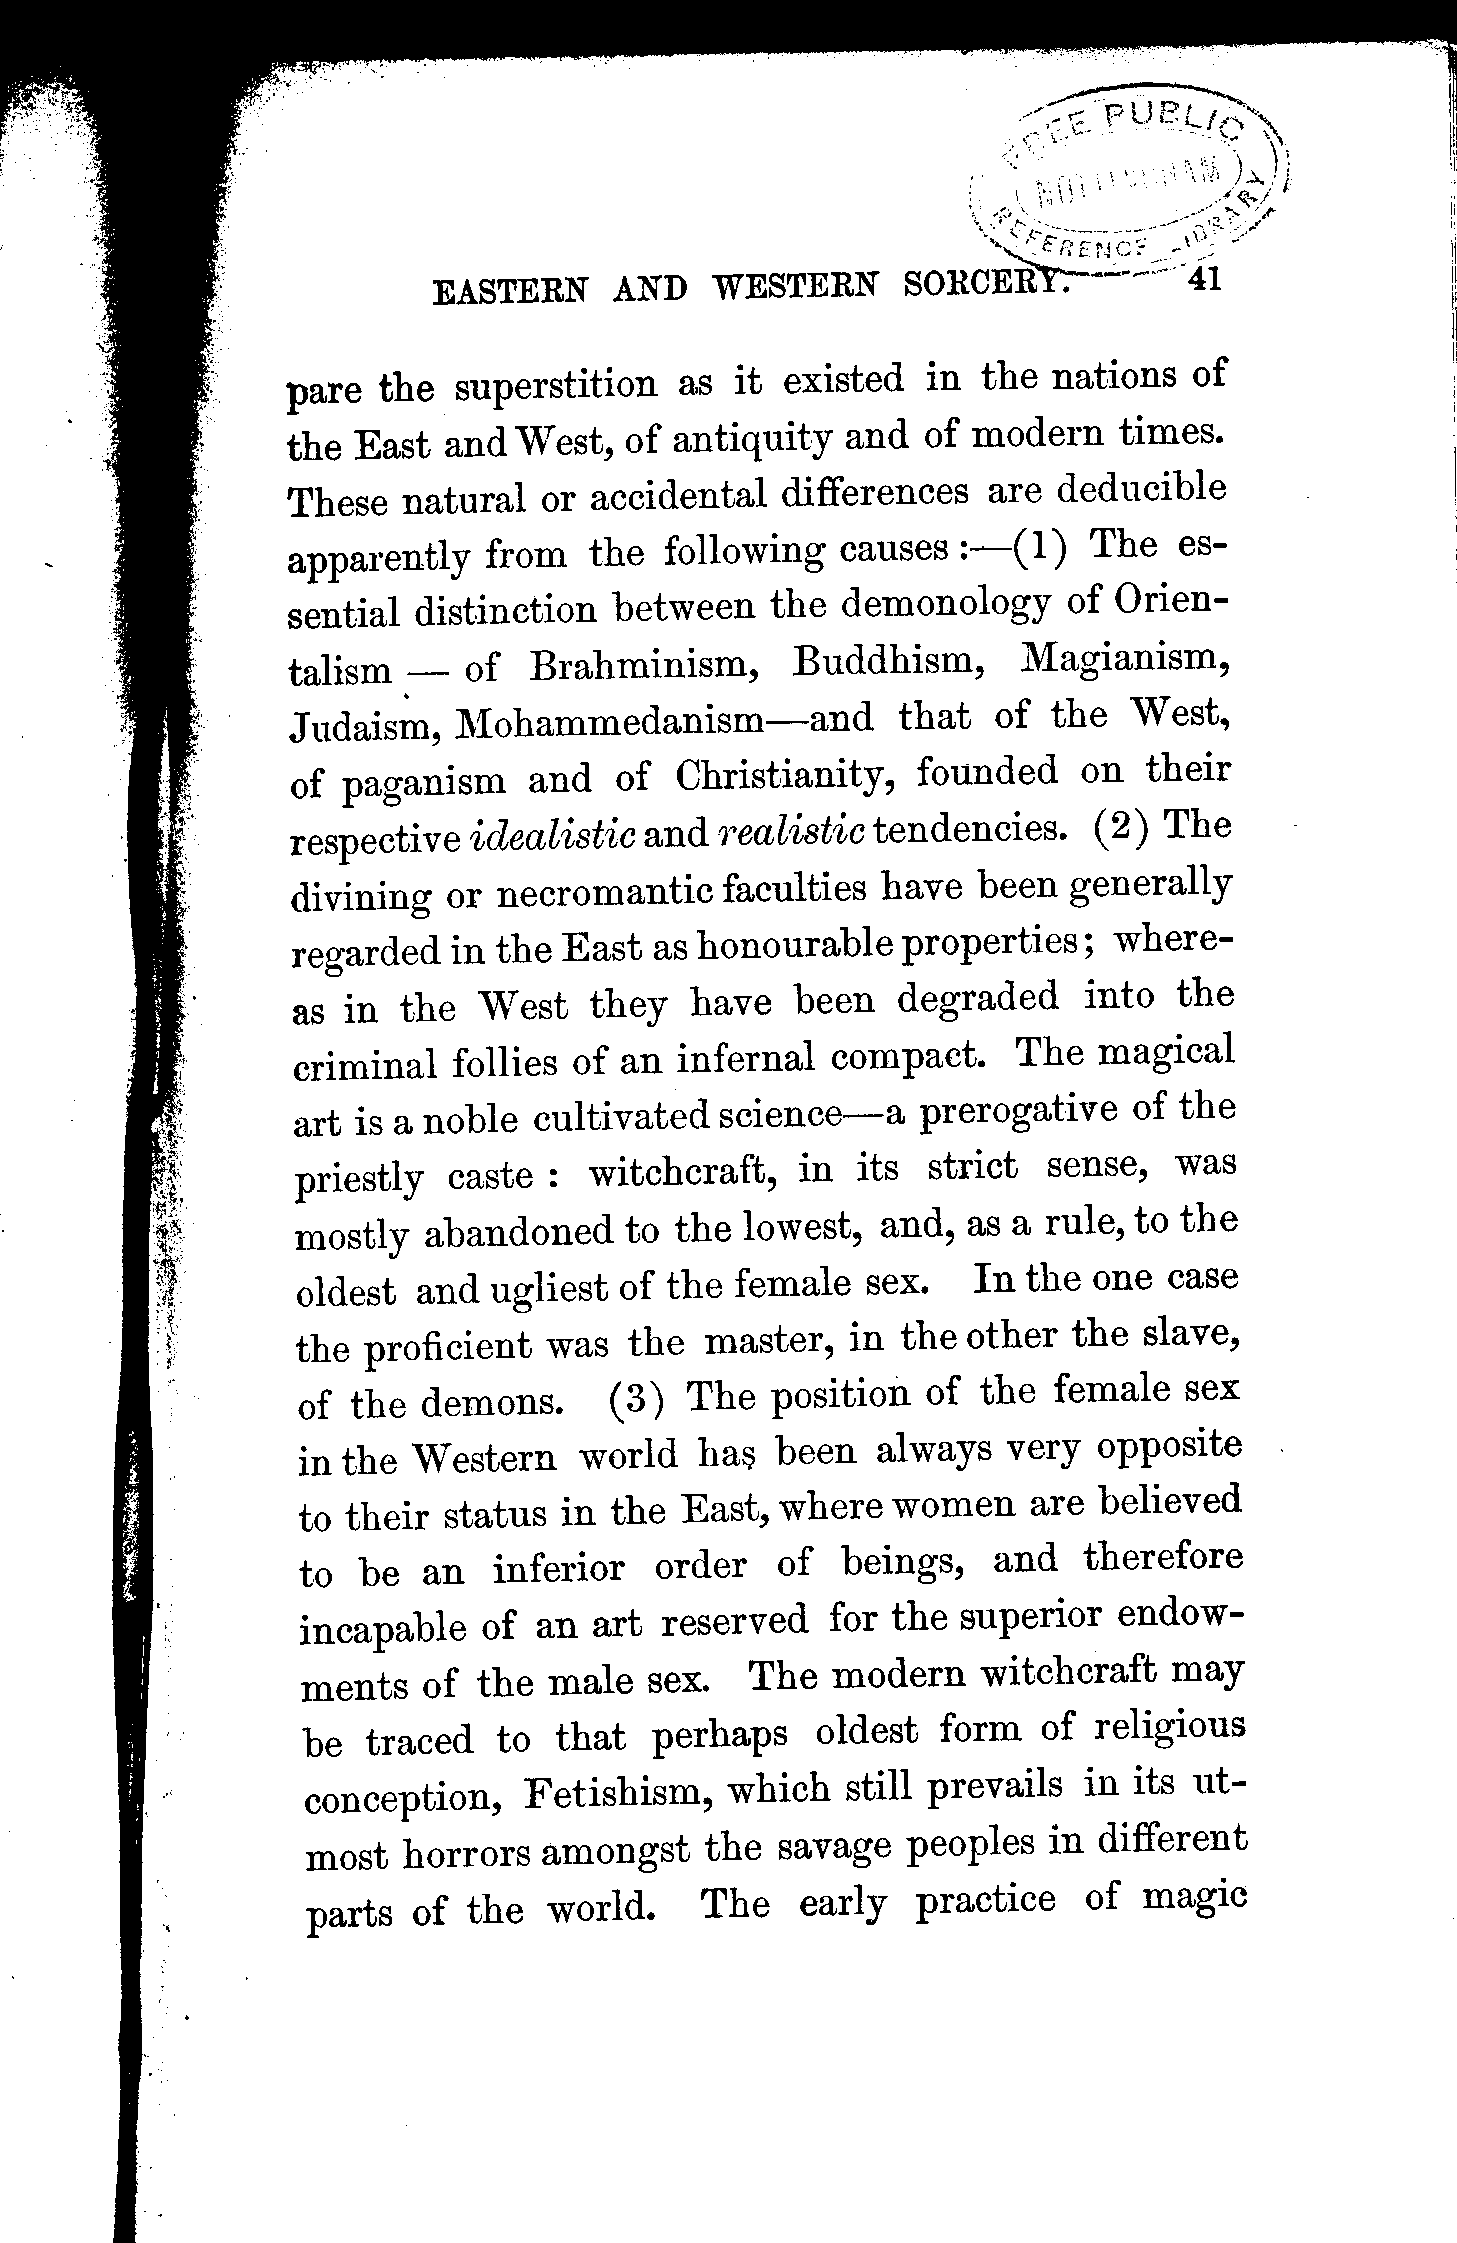 FREE PUBLIC
NOTTINGHAM
REFERENCE LIBRARY
EASTERN AND WESTERN SORCERY. 41
pare the superstition as it existed in the nations of
the East and West, of antiquity and of modern times.
These natural or accidental differences are deducible
apparently from the following causes :—(1) The es-
sential distinction between the demonology of Orien-
talism — of Brahminism, Buddhism, Magianism,
Judaism, Mohammedanism—and that of the West,
of paganism and of Christianity, founded on their
respective idealistic and realistic tendencies. (2) The
divining or necromantic faculties have been generally
regarded in the East as honourable properties; where-
as in the West they have been degraded into the
criminal follies of an infernal compact. The magical
art is a noble cultivated science—a prerogative of the
priestly caste : witchcraft, in its strict sense, was
mostly abandoned to the lowest, and, as a rule, to the
oldest and ugliest of the female sex. In the one case
the proficient was the master, in the other the slave,
of the demons. (3) The position of the female sex
in the Western world has been always very opposite
to their status in the East, where women are believed
to be an inferior order of beings, and therefore
incapable of an art reserved for the superior endow-
ments of the male sex. The modern witchcraft may
be traced to that perhaps oldest form of religious
conception, Fetishism, which still prevails in its ut-
most horrors amongst the savage peoples in different
parts of the world. The early practice of magic